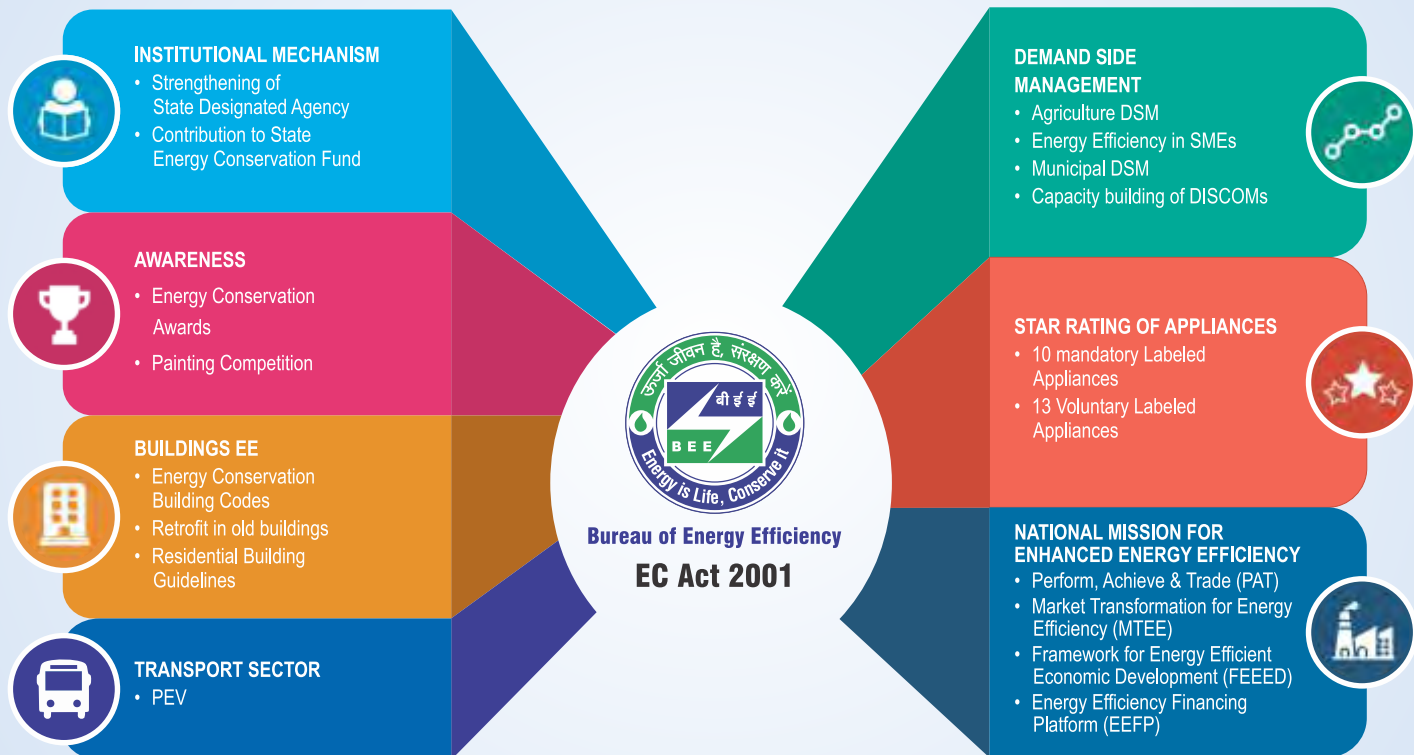 INSTITUTIONAL MECHANISM
• Strengthening of
State Designated Agency
• Contribution to State
Energy Conservation Fund
AWARENESS
• Energy Conservation
Awards
• Painting Competition
BUILDINGS EE
• Energy Conservation
Building Codes
• Retrofit in old buildings
• Residential Building
Guidelines
TRANSPORT SECTOR
• PEV
ऊर्जा जीवन है, संरक्षण करें
बी ई ई
BEE
Energy is Life, Conserve it
Bureau of Energy Efficiency
EC Act 2001
DEMAND SIDE
MANAGEMENT
• Agriculture DSM
• Energy Efficiency in SMEs
• Municipal DSM
• Capacity building of DISCOMs
STAR RATING OF APPLIANCES
• 10 mandatory Labeled
Appliances
• 13 Voluntary Labeled
Appliances
NATIONAL MISSION FOR
ENHANCED ENERGY EFFICIENCY
• Perform, Achieve & Trade (PAT)
• Market Transformation for Energy
Efficiency (MTEE)
• Framework for Energy Efficient
Economic Development (FEEED)
• Energy Efficiency Financing
Platform (EEFP)